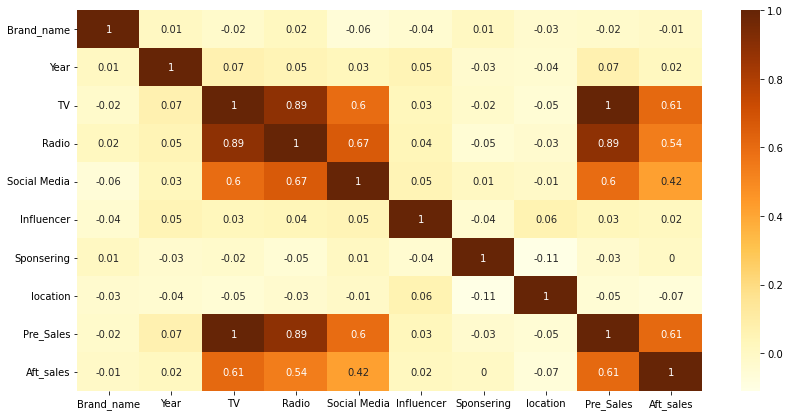 Brand_name 1 0.01 -0.02 0.02 -0.06 -0.04 0.01 -0.03 -0.02 -0.01
Year 0.01 1 0.07 0.05 0.03 0.05 -0.03 -0.04 0.07 0.02
TV -0.02 0.07 1 0.89 0.6 0.03 -0.02 -0.05 1 0.61
Radio 0.02 0.05 0.89 1 0.67 0.04 -0.05 -0.03 0.89 0.54
Social Media -0.06 0.03 0.6 0.67 1 0.05 0.01 -0.01 0.6 0.42
Influencer -0.04 0.05 0.03 0.04 0.05 1 -0.04 0.06 0.03 0.02
Sponsering 0.01 -0.03 -0.02 -0.05 0.01 -0.04 1 -0.11 -0.03 0
location -0.03 -0.04 -0.05 -0.03 -0.01 0.06 -0.11 1 -0.05 -0.07
Pre_Sales -0.02 0.07 1 0.89 0.6 0.03 -0.03 -0.05 1 0.61
Aft_sales -0.01 0.02 0.61 0.54 0.42 0.02 0 -0.07 0.61 1
Brand_name Year TV Radio Social Media Influencer Sponsering location Pre_Sales Aft_sales
1.0
0.8
0.6
0.4
0.2
0.0